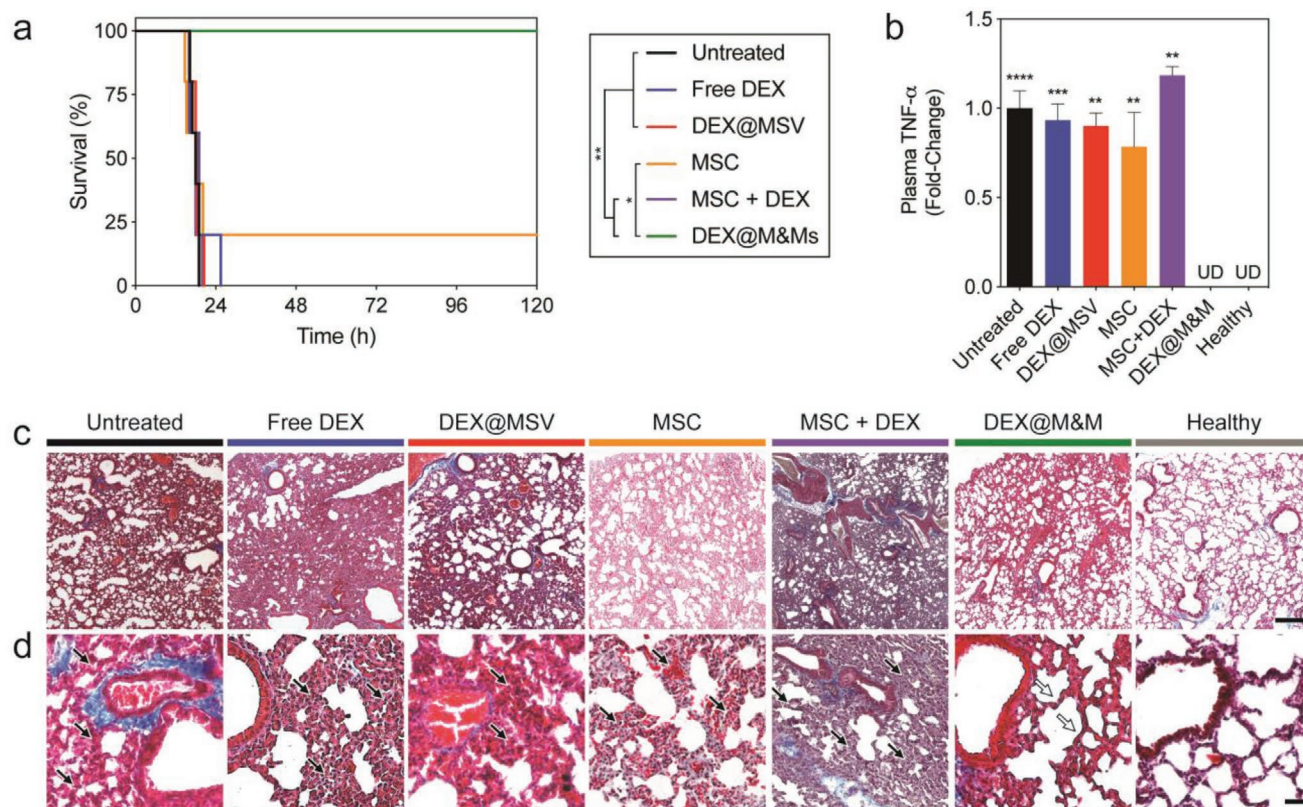 a
100
75
50
25
0
Survival (%)
0 24 48 72 96 120
Time (h)
Untreated
Free DEX
DEX@MSV
MSC
MSC + DEX
DEX@M&Ms
**
*
b
1.5
1.0
0.5
0.0
Plasma TNF-α
(Fold-Change)
**** *** ** ** ** UD UD
Untreated
Free DEX
DEX@MSV
MSC
MSC+DEX
DEX@M&M
Healthy
c
Untreated Free DEX DEX@MSV MSC MSC + DEX DEX@M&M Healthy
d